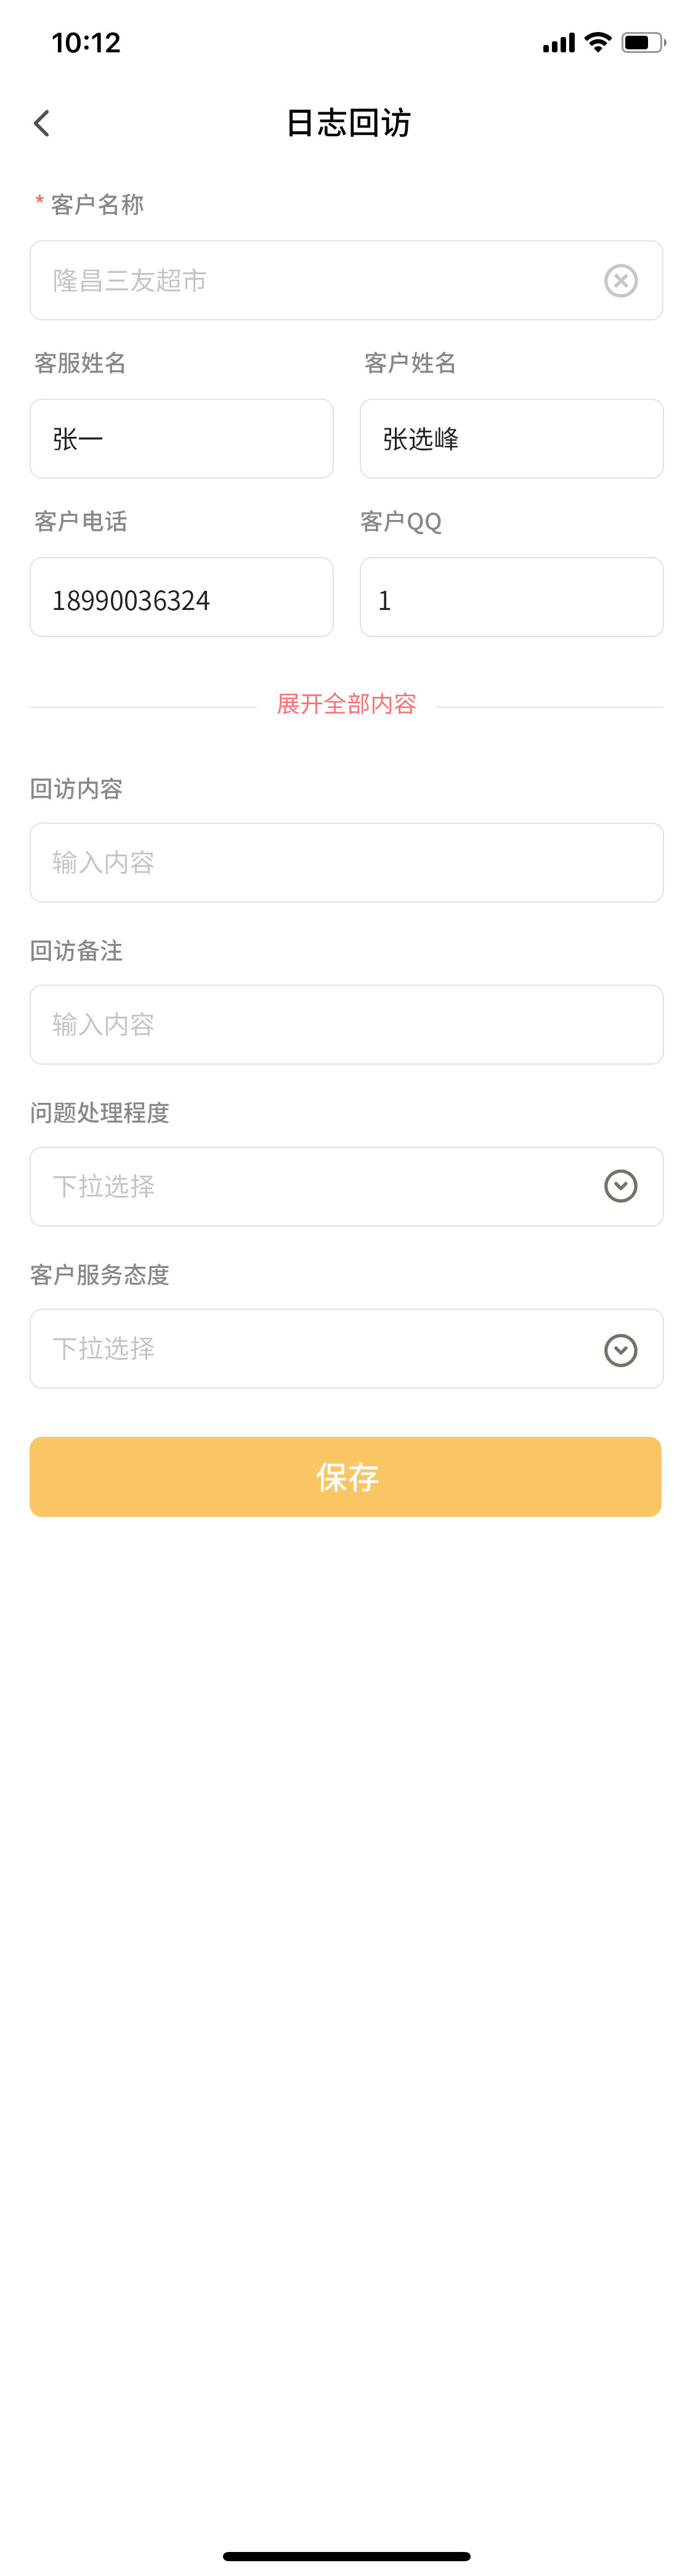 10:12
日志回访
* 客户名称
隆昌三友超市
客服姓名 客户姓名
张一 张选峰
客户电话 客户QQ
18990036324 1
展开全部内容
回访内容
输入内容
回访备注
输入内容
问题处理程度
下拉选择
客户服务态度
下拉选择
保存